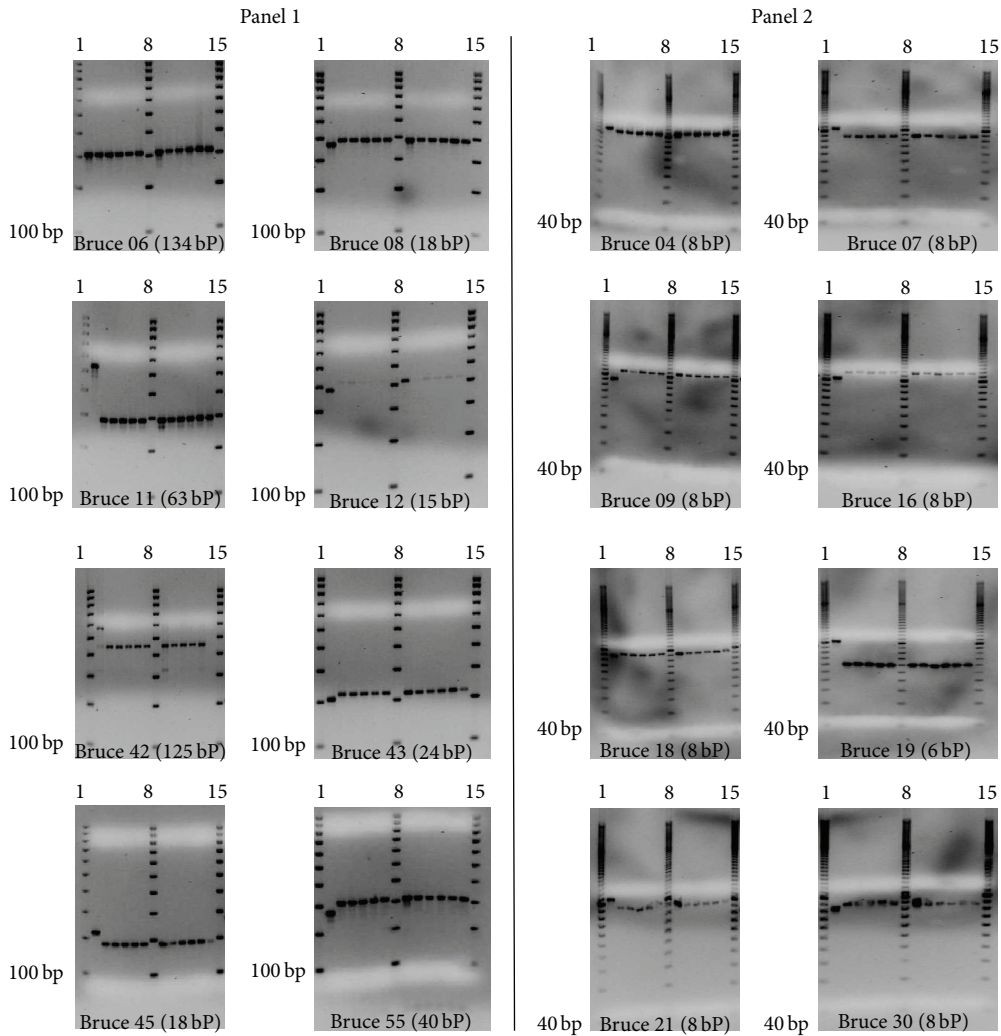 Panel 1
Panel 2
1 8 15
1 8 15
1 8 15
1 8 15
100 bp
100 bp
40 bp
40 bp
Bruce 06 (134 bP)
Bruce 08 (18 bP)
Bruce 04 (8 bP)
Bruce 07 (8 bP)
1 8 15
1 8 15
1 8 15
1 8 15
100 bp
100 bp
40 bp
40 bp
Bruce 11 (63 bP)
Bruce 12 (15 bP)
Bruce 09 (8 bP)
Bruce 16 (8 bP)
1 8 15
1 8 15
1 8 15
1 8 15
100 bp
100 bp
40 bp
40 bp
Bruce 42 (125 bP)
Bruce 43 (24 bP)
Bruce 18 (8 bP)
Bruce 19 (6 bP)
1 8 15
1 8 15
1 8 15
1 8 15
100 bp
100 bp
40 bp
40 bp
Bruce 45 (18 bP)
Bruce 55 (40 bP)
Bruce 21 (8 bP)
Bruce 30 (8 bP)